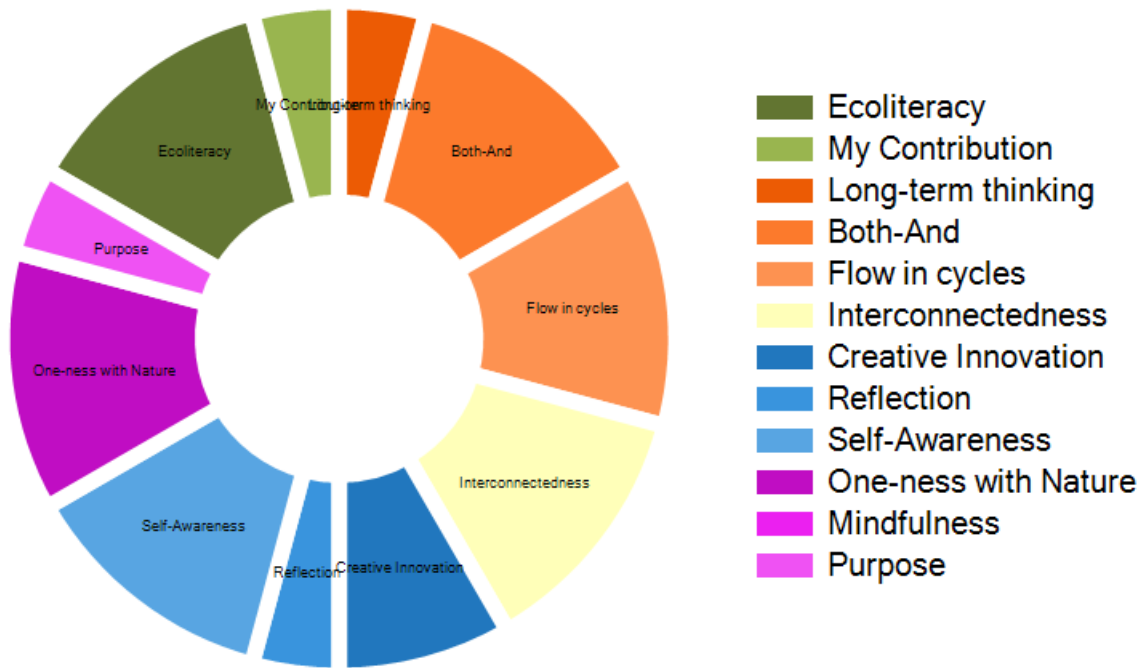 My Contribution
Long-term thinking
Ecoliteracy
Both-And
Purpose
Flow in cycles
One-ness with Nature
Interconnectedness
Self-Awareness
Reflection
Creative Innovation
Ecoliteracy
My Contribution
Long-term thinking
Both-And
Flow in cycles
Interconnectedness
Creative Innovation
Reflection
Self-Awareness
One-ness with Nature
Mindfulness
Purpose